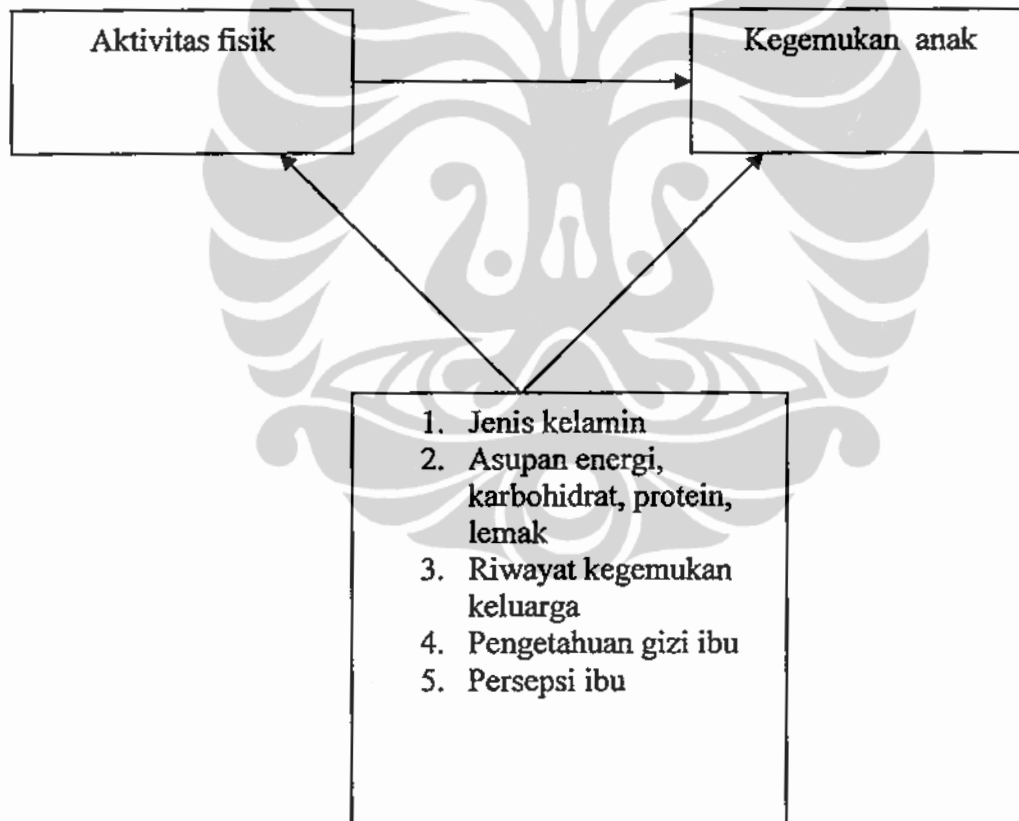 Aktivitas fisik
Kegemukan anak
1. Jenis kelamin
2. Asupan energi,
karbohidrat, protein,
lemak
3. Riwayat kegemukan
keluarga
4. Pengetahuan gizi ibu
5. Persepsi ibu